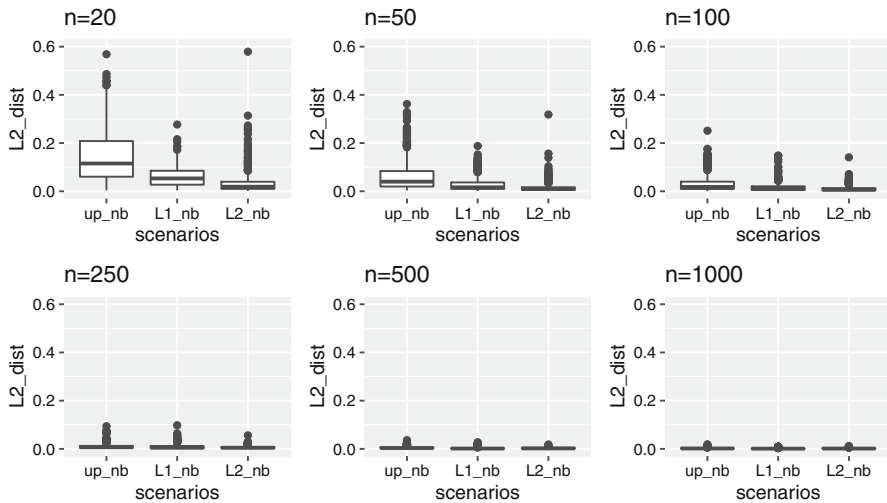 n=20
n=50
n=100
0.6
0.4
0.2
0.0
L2_dist
up_nb
L1_nb
L2_nb
scenarios
0.6
0.4
0.2
0.0
L2_dist
up_nb
L1_nb
L2_nb
scenarios
0.6
0.4
0.2
0.0
L2_dist
up_nb
L1_nb
L2_nb
scenarios
n=250
n=500
n=1000
0.6
0.4
0.2
0.0
L2_dist
up_nb
L1_nb
L2_nb
scenarios
0.6
0.4
0.2
0.0
L2_dist
up_nb
L1_nb
L2_nb
scenarios
0.6
0.4
0.2
0.0
L2_dist
up_nb
L1_nb
L2_nb
scenarios